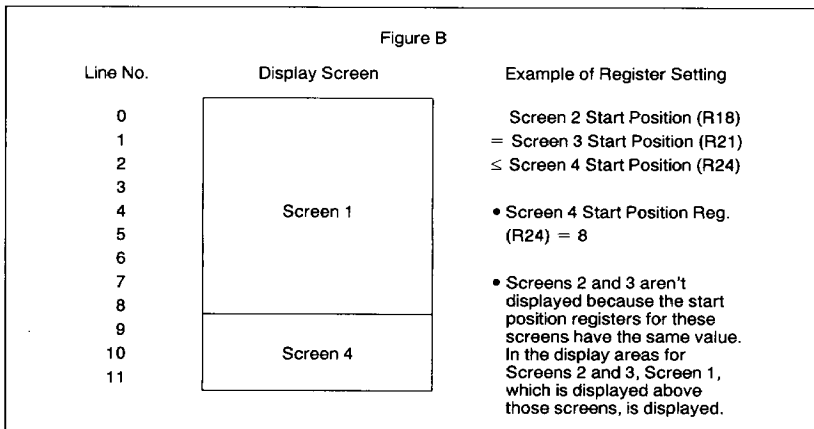 Figure B
Line No.
Display Screen
Example of Register Setting
0
1
2
3
4
5
6
7
8
9
10
11
Screen 1
Screen 4
Screen 2 Start Position (R18)
= Screen 3 Start Position (R21)
≤ Screen 4 Start Position (R24)
• Screen 4 Start Position Reg.
(R24) = 8
• Screens 2 and 3 aren't
displayed because the start
position registers for these
screens have the same value.
In the display areas for
Screens 2 and 3, Screen 1,
which is displayed above
those screens, is displayed.